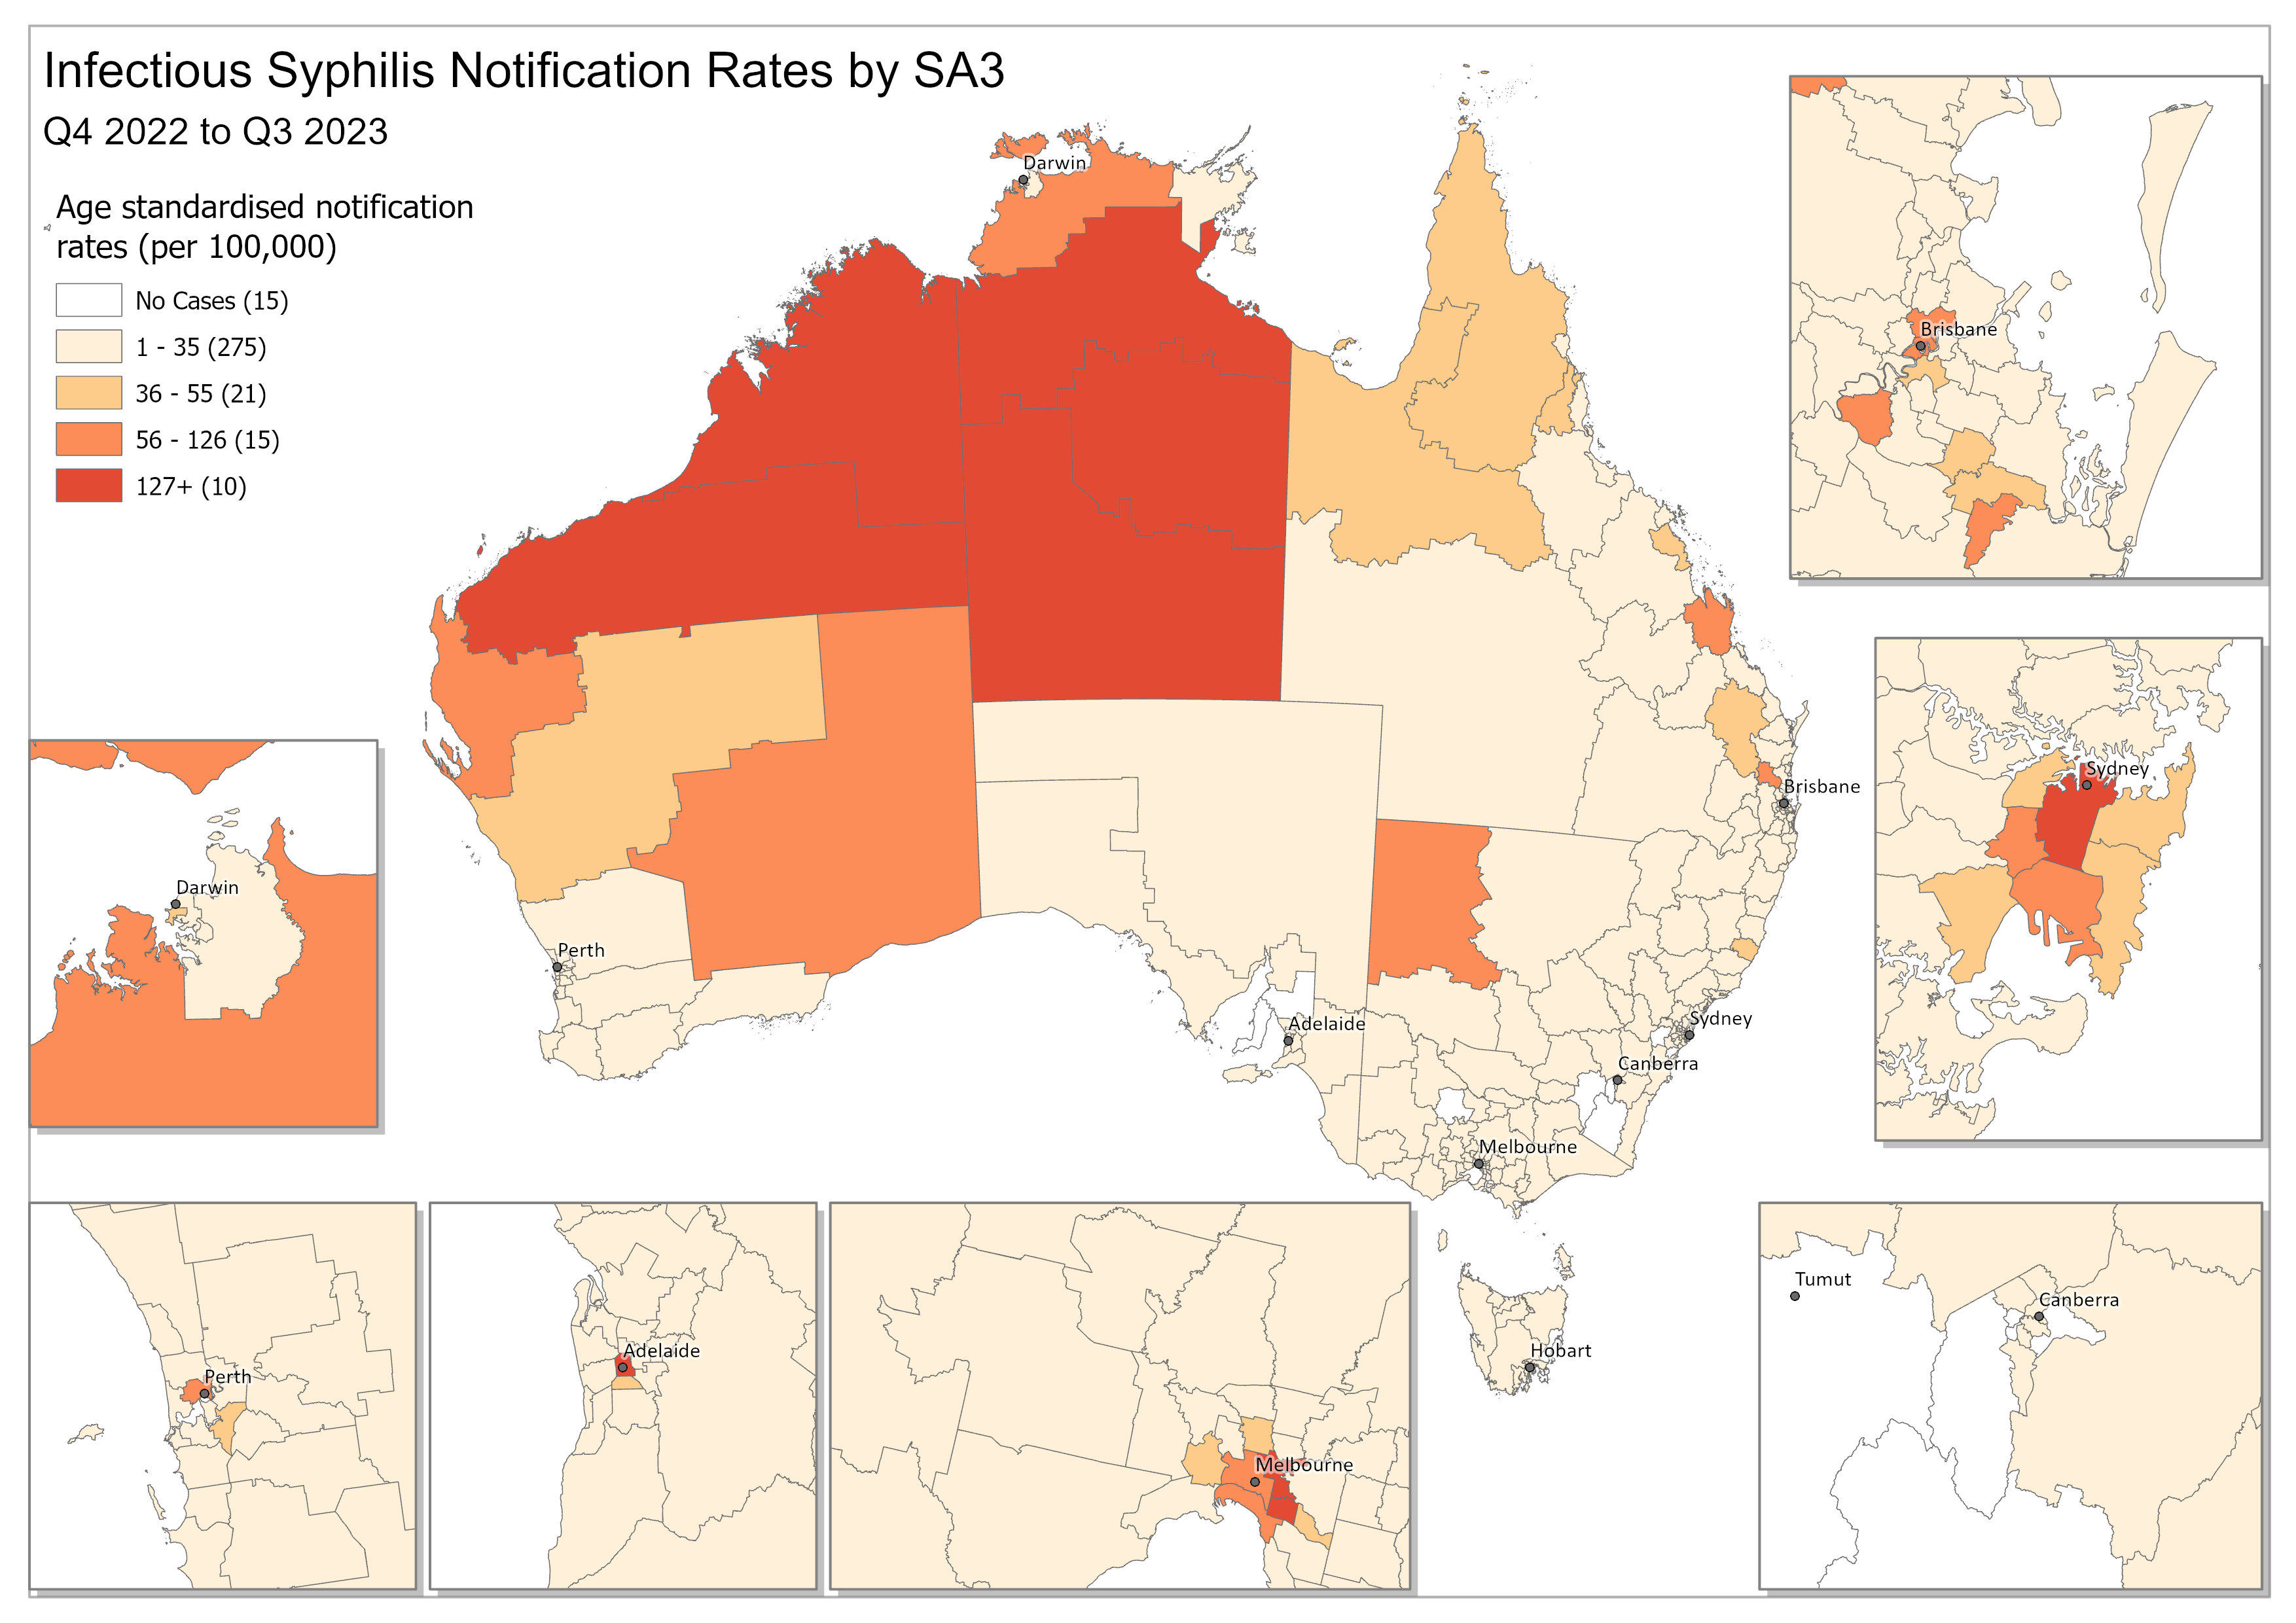 Infectious Syphilis Notification Rates by SA3
Q4 2022 to Q3 2023
Age standardised notification
rates (per 100,000)
No Cases (15)
1 - 35 (275)
36 - 55 (21)
56 - 126 (15)
127+ (10)
Darwin
Brisbane
Perth
Adelaide
Sydney
Canberra
Melbourne
Hobart
Brisbane
Sydney
Darwin
Perth
Adelaide
Melbourne
Tumut
Canberra